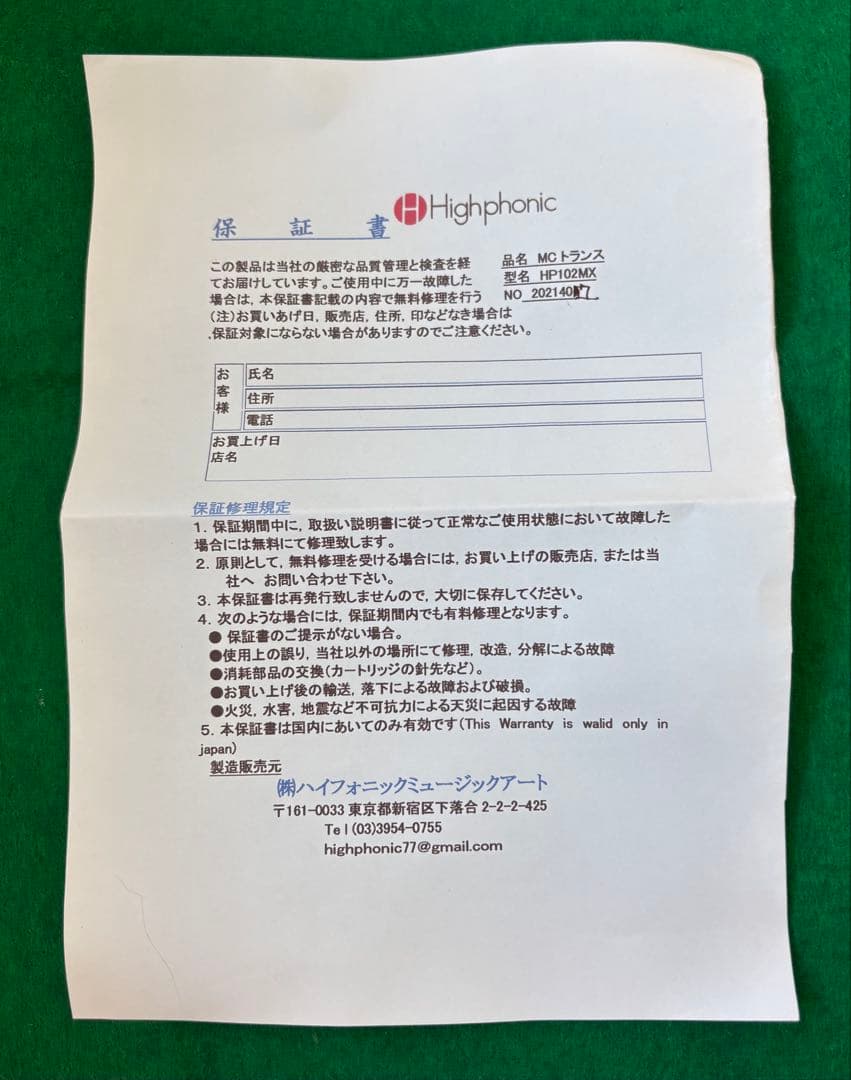 保証書
Highphonic
この製品は当社の厳密な品質管理と検査を経
てお届けしています。ご使用中に万一故障した
場合は，本保証書記載の内容で無料修理を行う
（注）お買いあげ日，販売店，住所，印などなき場合は
、保証対象にならない場合がありますのでご注意ください。
品名 MCトランス
型名 HP102MX
NO 202140
お客様
氏名
住所
電話
お買上げ日
店名
保証修理規定
1．保証期間中に，取扱い説明書に従って正常なご使用状態において故障した
場合には無料にて修理致します。
2．原則として，無料修理を受ける場合には，お買い上げの販売店，または当
社へ お問い合わせ下さい。
3．本保証書は再発行致しませんので，大切に保存してください。
4．次のような場合には，保証期間内でも有料修理となります。
● 保証書のご提示がない場合。
●使用上の誤り，当社以外の場所にて修理，改造，分解による故障
●消耗部品の交換（カートリッジの針先など）。
●お買い上げ後の輸送，落下による故障および破損。
●火災，水害，地震など不可抗力による天災に起因する故障
5．本保証書は国内にあいてのみ有効です（This Warranty is walid only in
japan）
製造販売元
㈱ハイフォニックミュージックアート
〒161-0033 東京都新宿区下落合 2-2-2-425
Tel(03)3954-0755
highphonic77@gmail.com